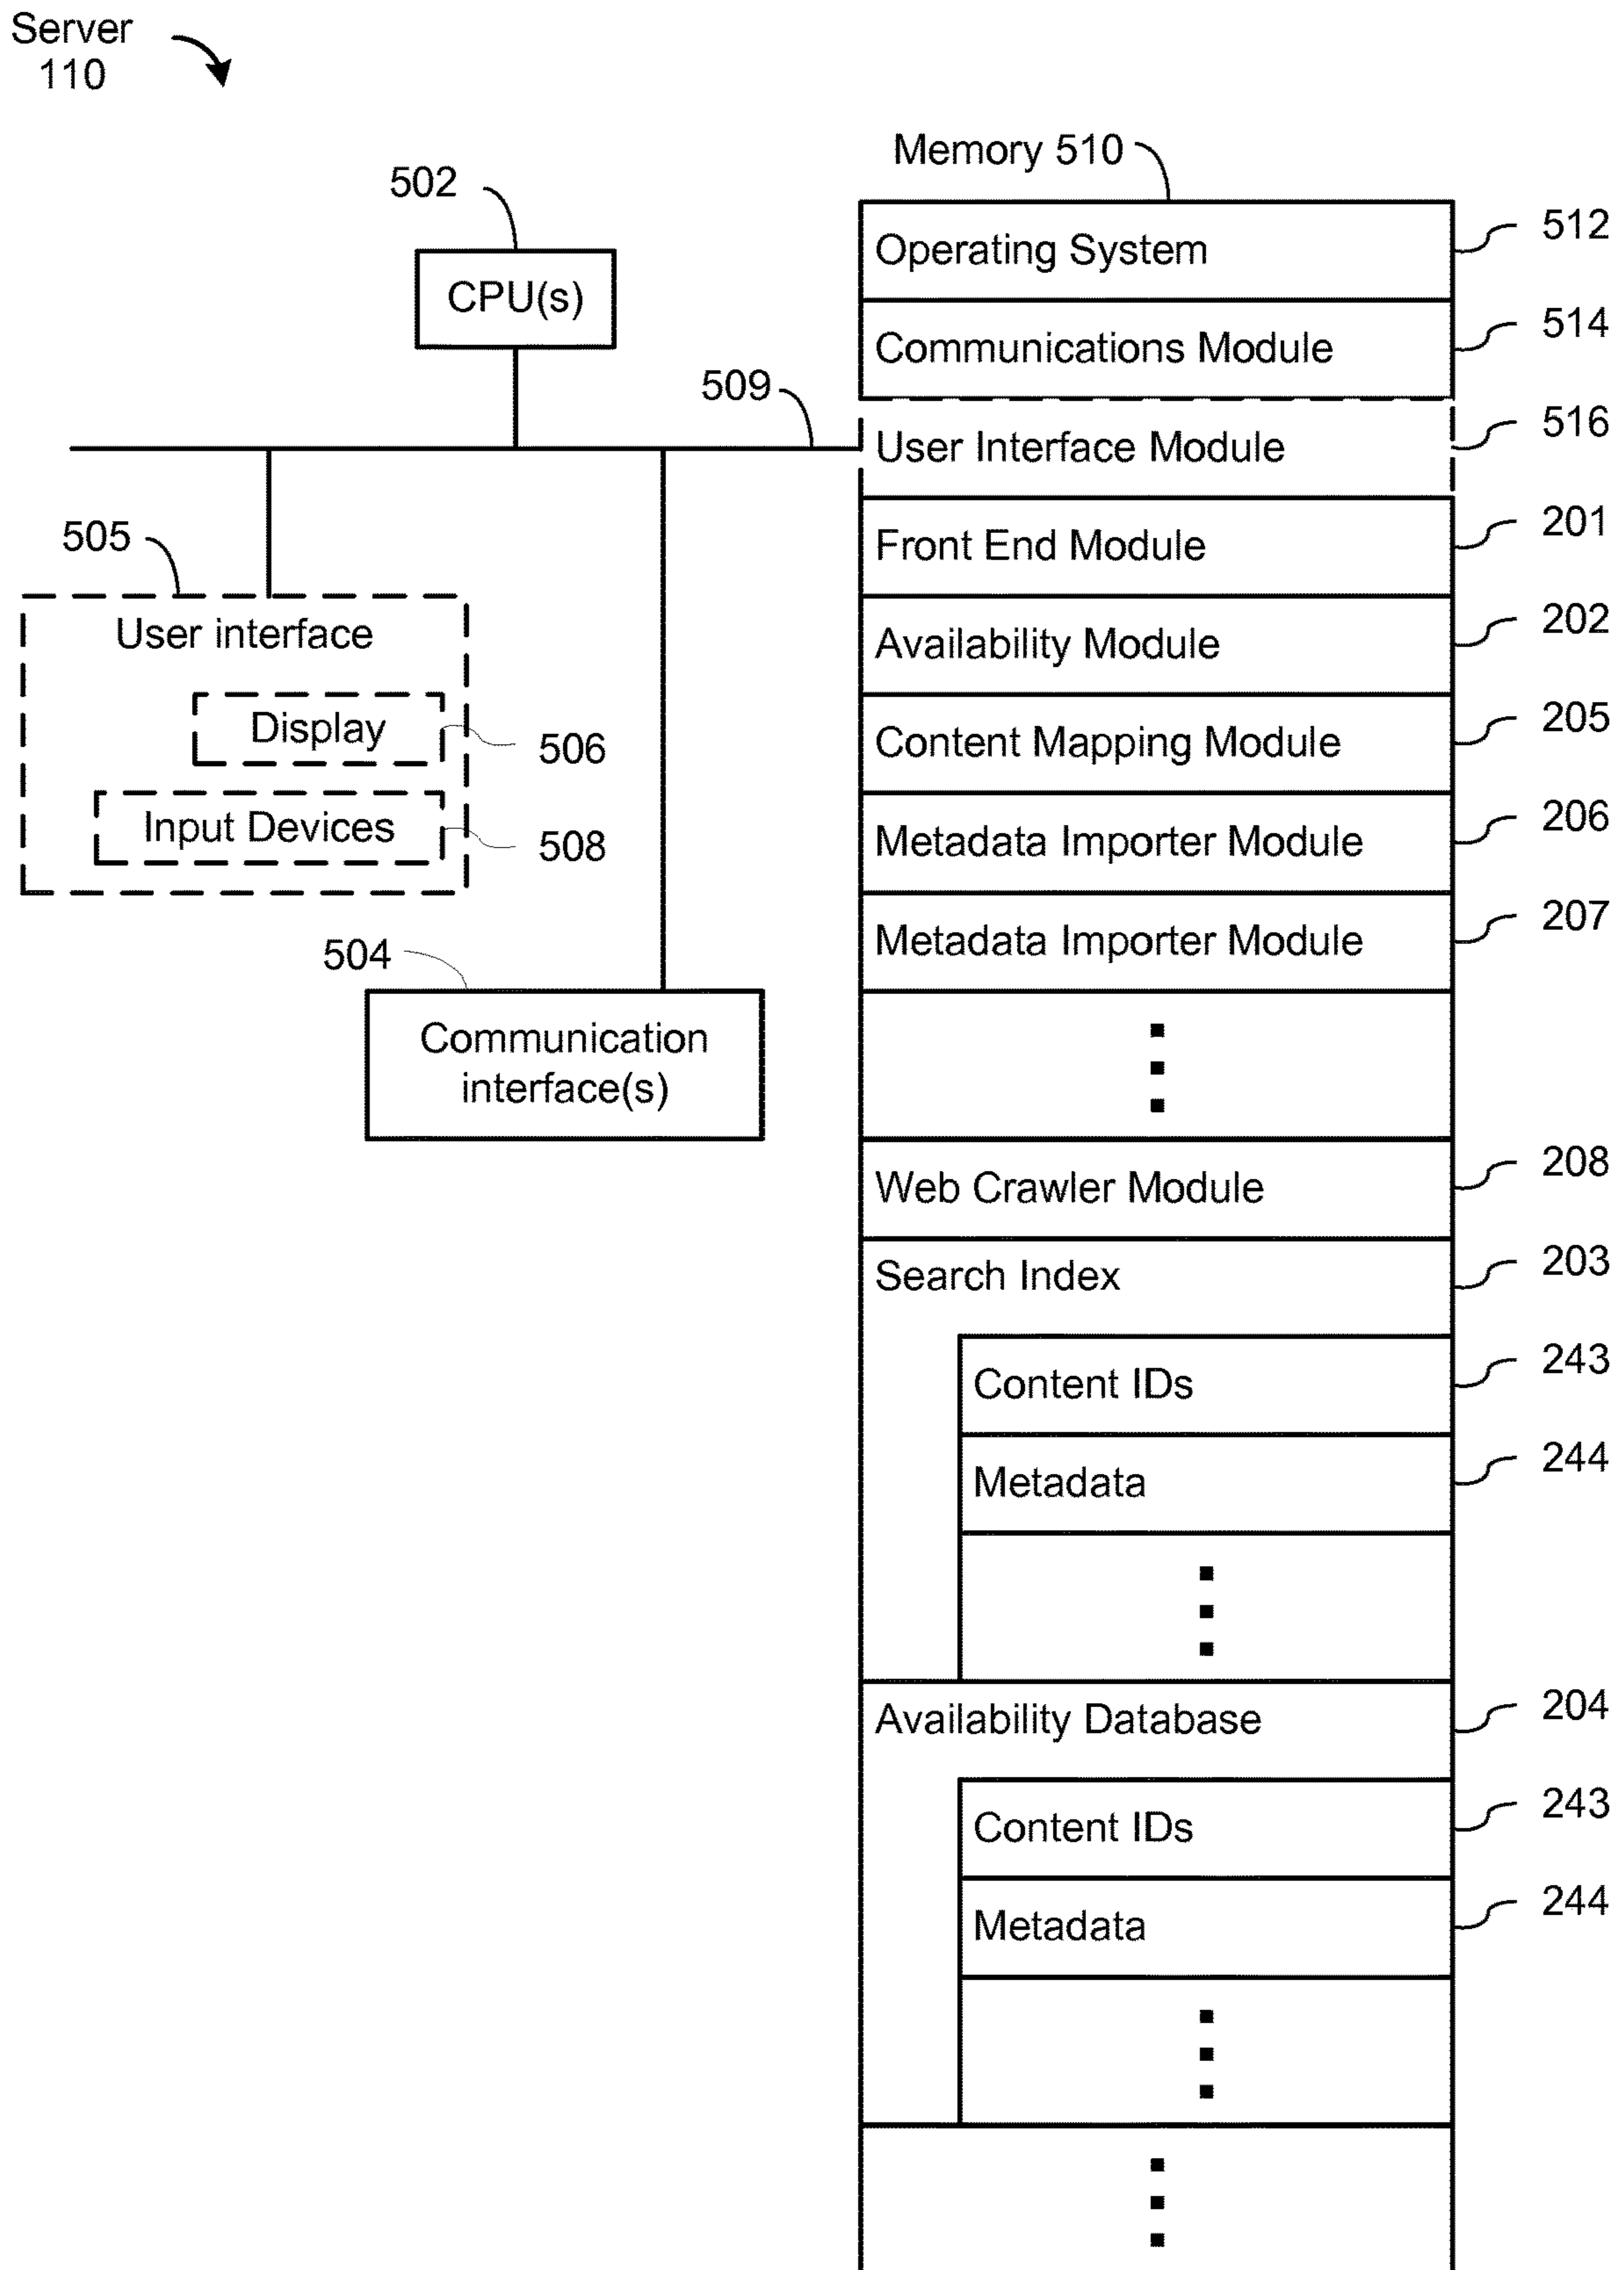 Server
110
Memory 510
502
512
Operating System
CPU(s)
514
Communications Module
509
516
User Interface Module
505
201
Front End Module
User interface
202
Availability Module
Display
506
205
Content Mapping Module
Input Devices
508
206
Metadata Importer Module
504
207
Metadata Importer Module
Communication
interface(s)
208
Web Crawler Module
203
Search Index
243
Content IDs
244
Metadata
204
Availability Database
243
Content IDs
244
Metadata